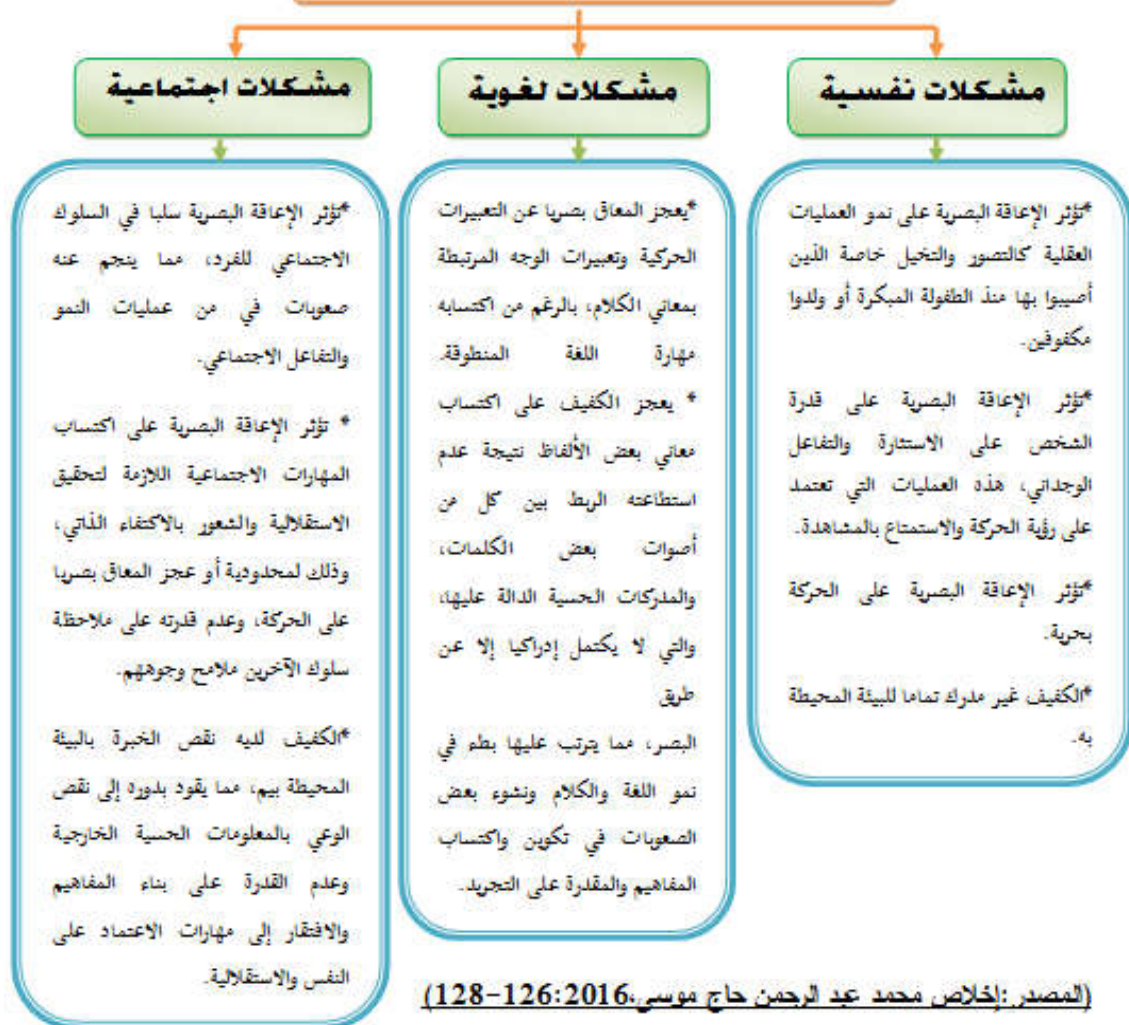 مشكلات نفسية
*تؤثر الإعاقة البصرية على نمو العمليات
العقلية كالتصور والتخيل خاصة الذين
أصيبوا بها منذ الطفولة المبكرة أو ولدوا
مكفوفين.
*تؤثر الإعاقة البصرية على قدرة
الشخص على الاستثارة والتفاعل
الوجداني، هذه العمليات التي تعتمد
على رؤية الحركة والاستمتاع بالمشاهدة.
*تؤثر الإعاقة البصرية على الحركة
بحرية.
*الكفيف غير مدرك تماما للبيئة المحيطة
به.
مشكلات لغوية
*يعجز المعاق بصريا عن التعبيرات
الحركية وتعبيرات الوجه المرتبطة
بمعاني الكلام، بالرغم من اكتسابه
مهارة اللغة المنطوقة.
* يعجز الكفيف على اكتساب
معاني بعض الألفاظ نتيجة عدم
استطاعته الربط بين كل من
أصوات بعض الكلمات،
والمدركات الحسية الدالة عليها،
والتي لا يكتمل إدراكيا إلا عن
طريق
البصر، مما يترتب عليها بطء في
نمو اللغة والكلام ونشوء بعض
الصعوبات في تكوين واكتساب
المفاهيم والمقدرة على التجريد.
مشكلات اجتماعية
*تؤثر الإعاقة البصرية سلبا في السلوك
الاجتماعي للفرد، مما ينجم عنه
صعوبات في من عمليات النمو
والتفاعل الاجتماعي.
* تؤثر الإعاقة البصرية على اكتساب
المهارات الاجتماعية اللازمة لتحقيق
الاستقلالية والشعور بالاكتفاء الذاتي،
وذلك لمحدودية أو عجز المعاق بصريا
على الحركة، وعدم قدرته على ملاحظة
سلوك الآخرين ملامح وجوههم.
*الكفيف لديه نقص الخبرة بالبيئة
المحيطة بيم، مما يقود بدوره إلى نقص
الوعي بالمعلومات الحسية الخارجية
وعدم القدرة على بناء المفاهيم
والافتقار إلى مهارات الاعتماد على
النفس والاستقلالية.
(المصدر :إخلاص محمد عبد الرحمن حاج موسى،2016:126-128)